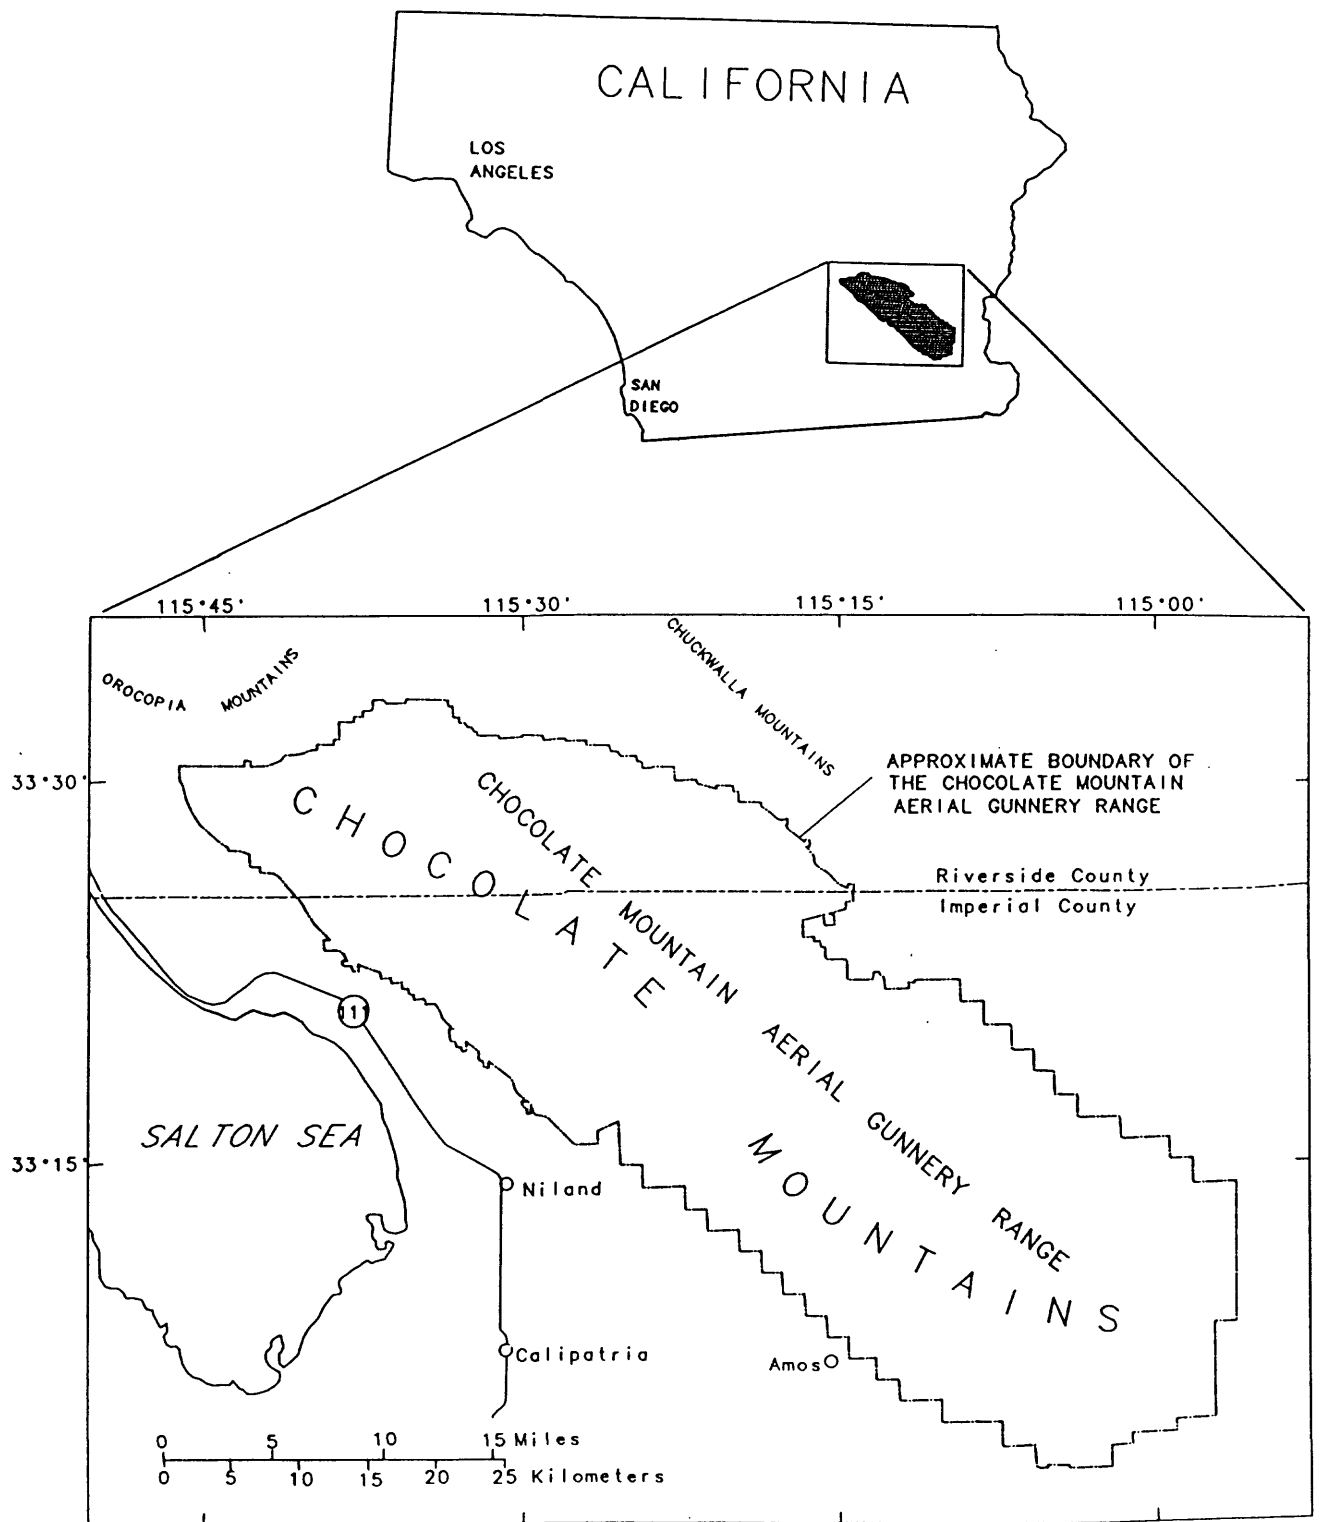 CALIFORNIA
LOS
ANGELES
SAN
DIEGO
115°45'
115°30'
115°15'
115°00'
OROCOPIA MOUNTAINS
CHUCKWALLA MOUNTAINS
APPROXIMATE BOUNDARY OF
THE CHOCOLATE MOUNTAIN
AERIAL GUNNERY RANGE
33°30'
CHOCOLATE MOUNTAINS
CHOCOLATE MOUNTAIN AERIAL GUNNERY RANGE
Riverside County
Imperial County
111
SALTON SEA
33°15'
Niland
Calipatria
Amos
0 5 10 15 Miles
0 5 10 15 20 25 Kilometers